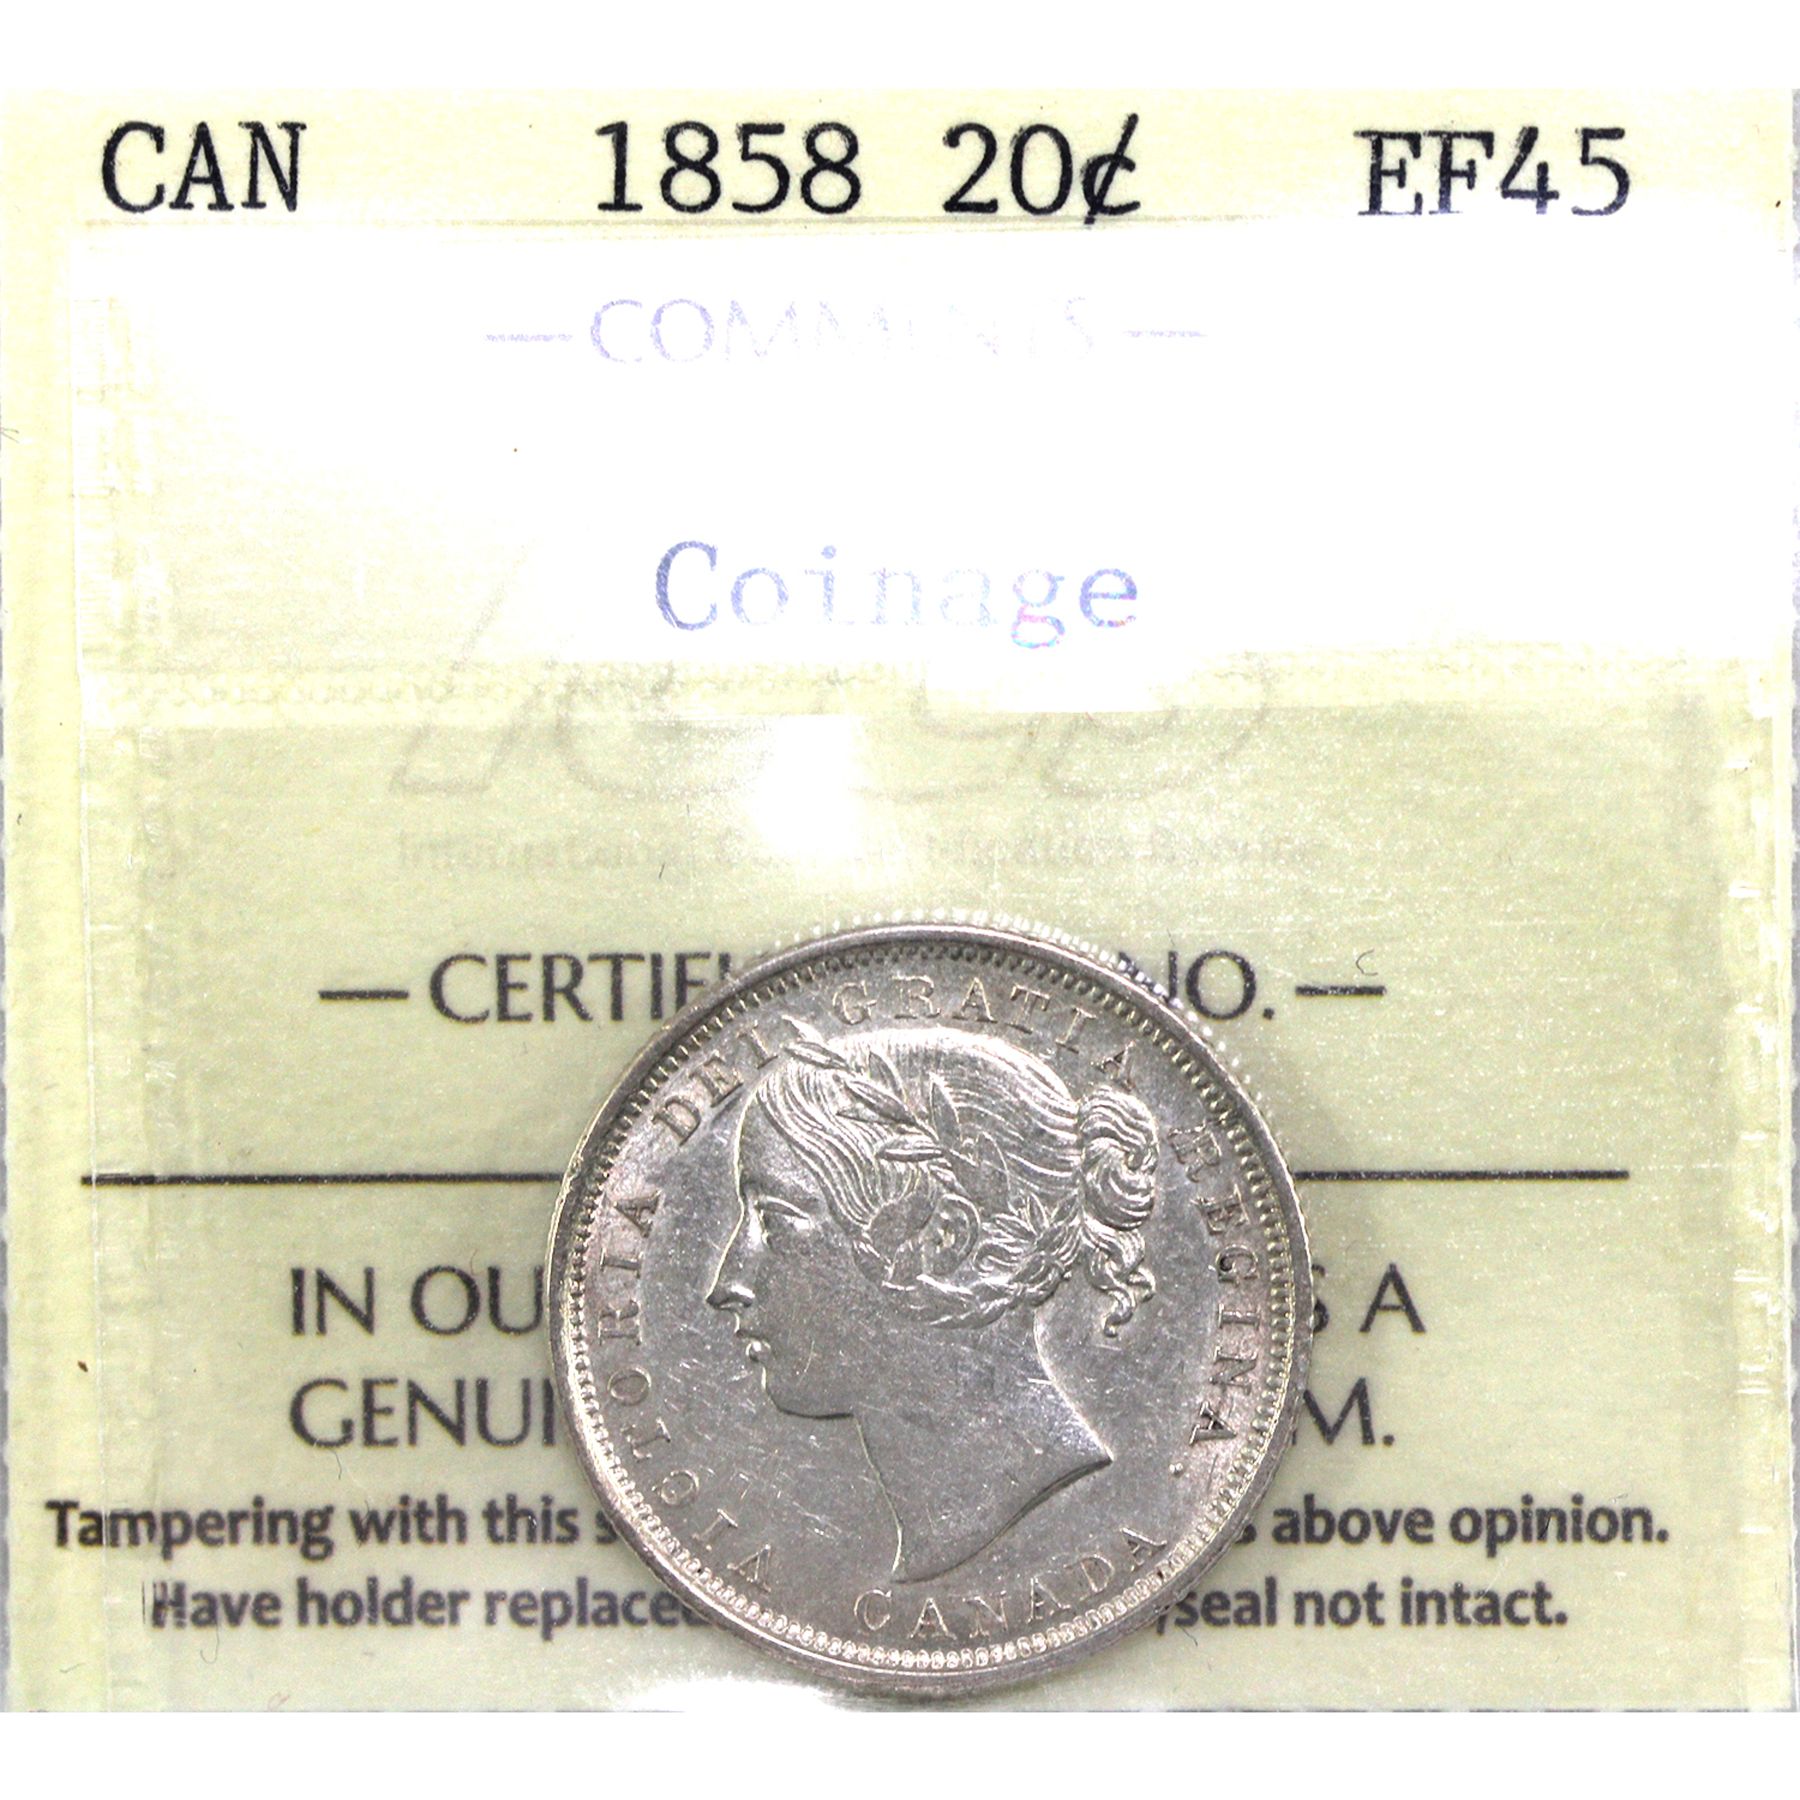 CAN 1858 20¢ EF45
— COMMENTS —
Coinage
— CERTIFI NO. —
IN OU S A
GENUI M.
Tampering with this s above opinion.
Have holder replace /seal not intact.
VICTORIA DEI GRATIA REGINA.
CANADA